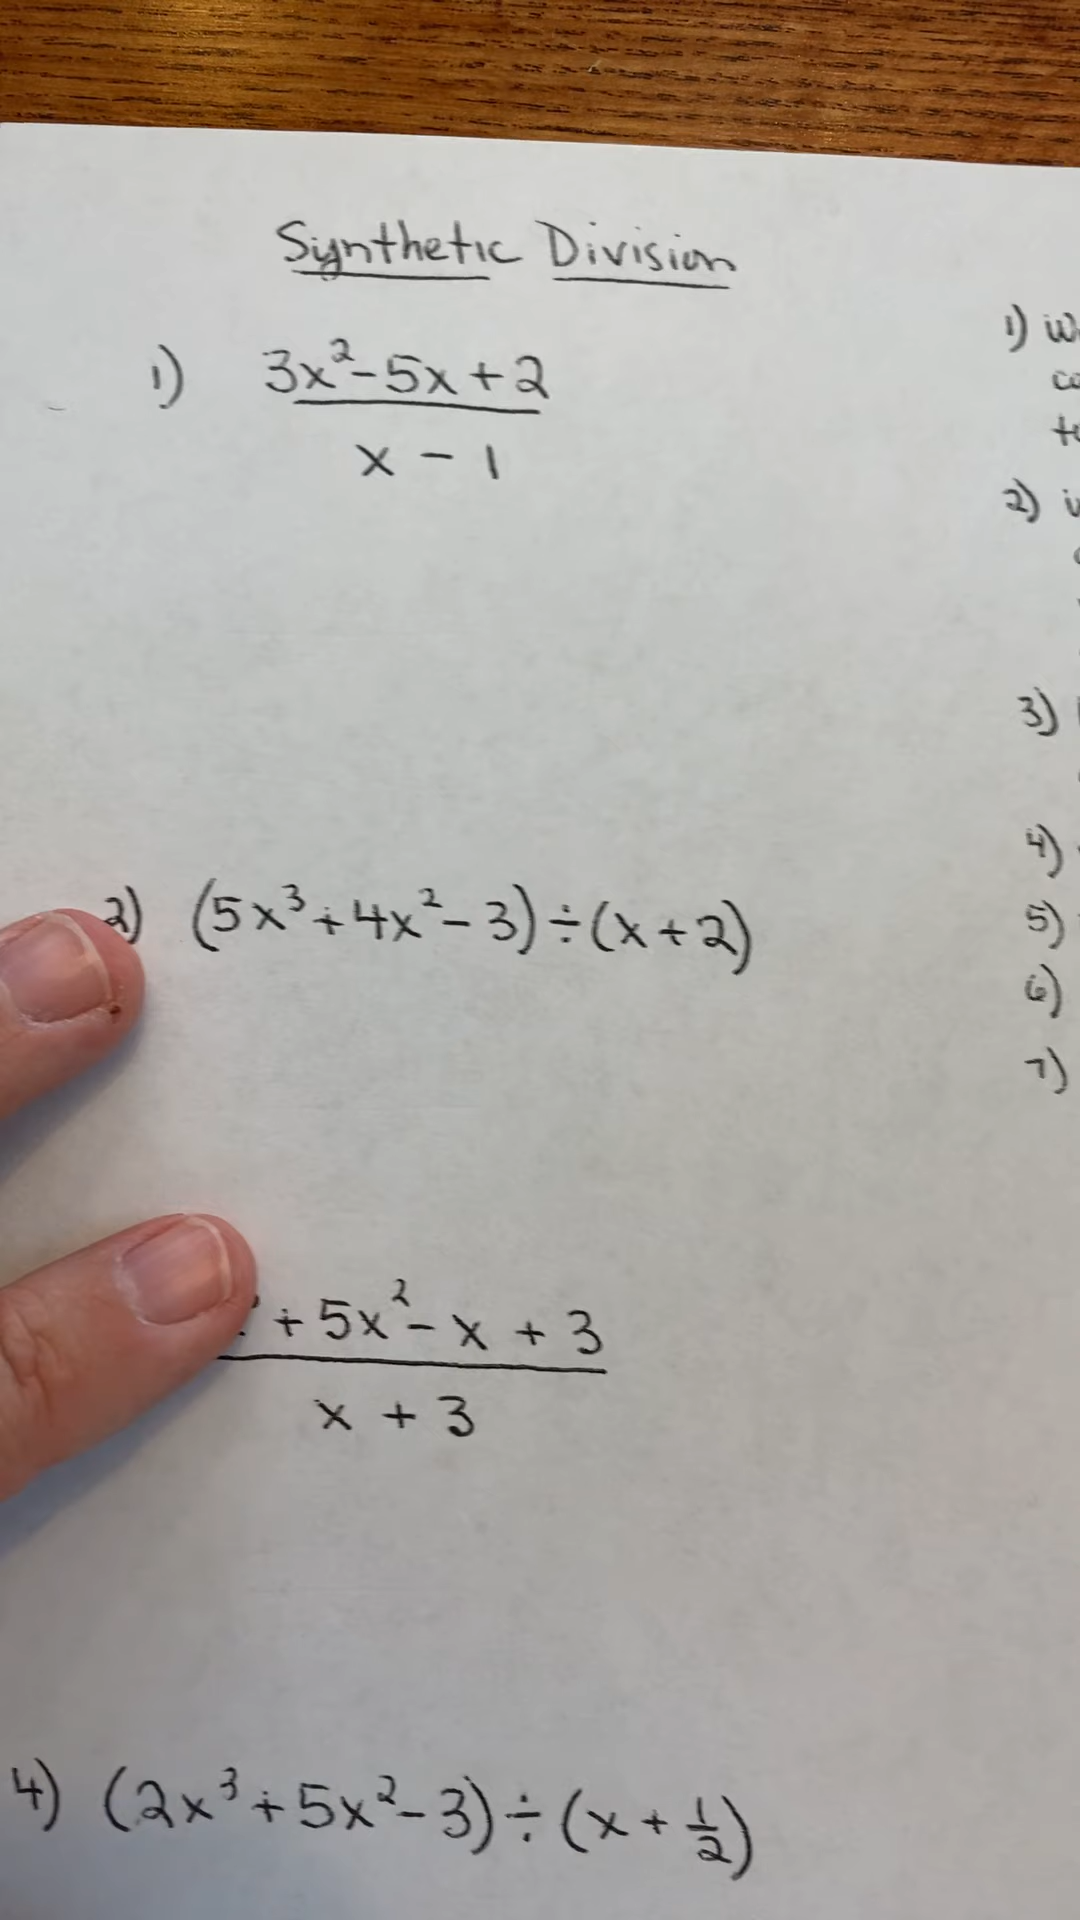 Synthetic Division
1) 3x²-5x+2
x - 1
2) (5x³+4x²-3)÷(x+2)
+ 5x²- x + 3
x + 3
4) (2x³+5x²-3)÷(x+½)
1)
2)
3)
4)
5)
6)
7)